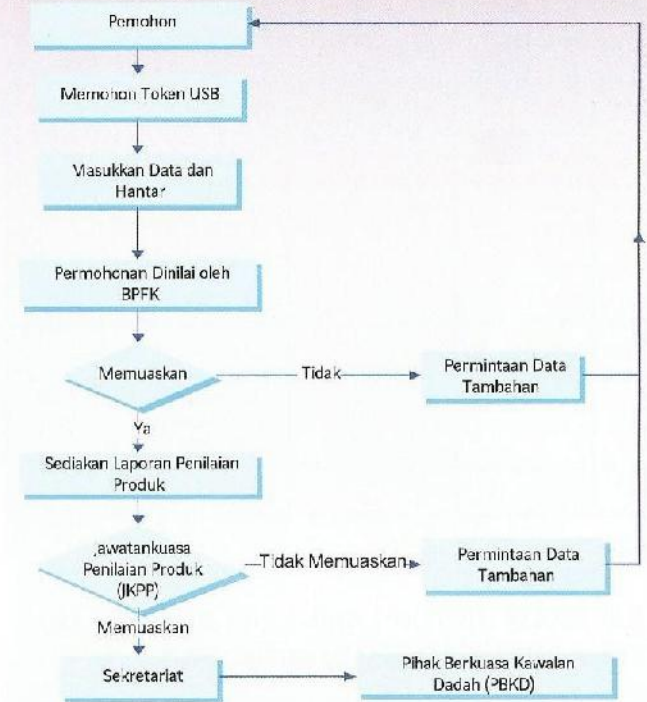 Pemohon
Memohon Token USB
Masukkan Data dan
Hantar
Permohonan Dinilai oleh
BPFK
Memuaskan
Tidak
Permintaan Data
Tambahan
Ya
Sediakan Laporan Penilaian
Produk
Jawatankuasa
Penilaian Produk
(JKPP)
Tidak Memuaskan
Permintaan Data
Tambahan
Memuaskan
Sekretariat
Pihak Berkuasa Kawalan
Dadah (PBKD)